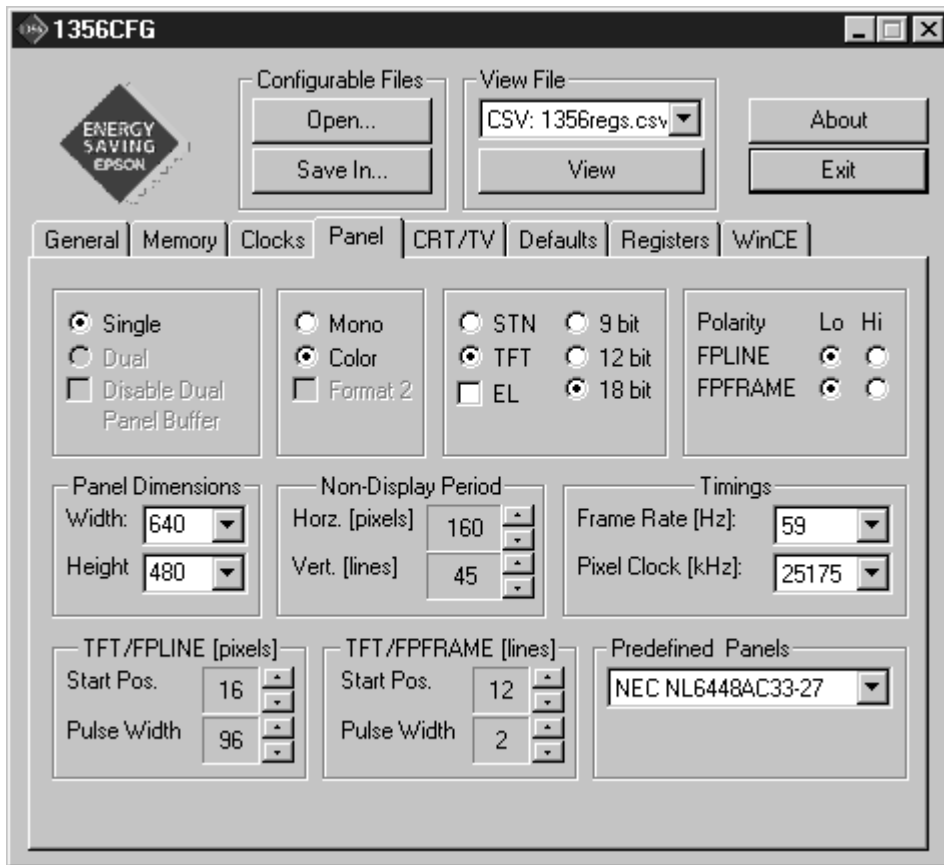 1356CFG
ENERGY
SAVING
EPSON
Configurable Files
Open...
Save In...
View File
CSV: 1356regs.csv
View
About
Exit
General Memory Clocks Panel CRT/TV Defaults Registers WinCE
Single
Dual
Disable Dual
Panel Buffer
Mono
Color
Format 2
STN 9 bit
TFT 12 bit
EL 18 bit
Polarity Lo Hi
FPLINE
FPFRAME
Panel Dimensions
Width: 640
Height 480
Non-Display Period
Horz. [pixels] 160
Vert. [lines] 45
Timings
Frame Rate [Hz]: 59
Pixel Clock [kHz]: 25175
TFT/FPLINE [pixels]
Start Pos. 16
Pulse Width 96
TFT/FPFRAME [lines]
Start Pos. 12
Pulse Width 2
Predefined Panels
NEC NL6448AC33-27